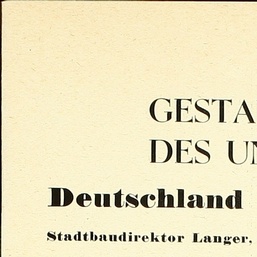 GESTA
DES UN
Deutschland
Stadtbaudirektor Langer,